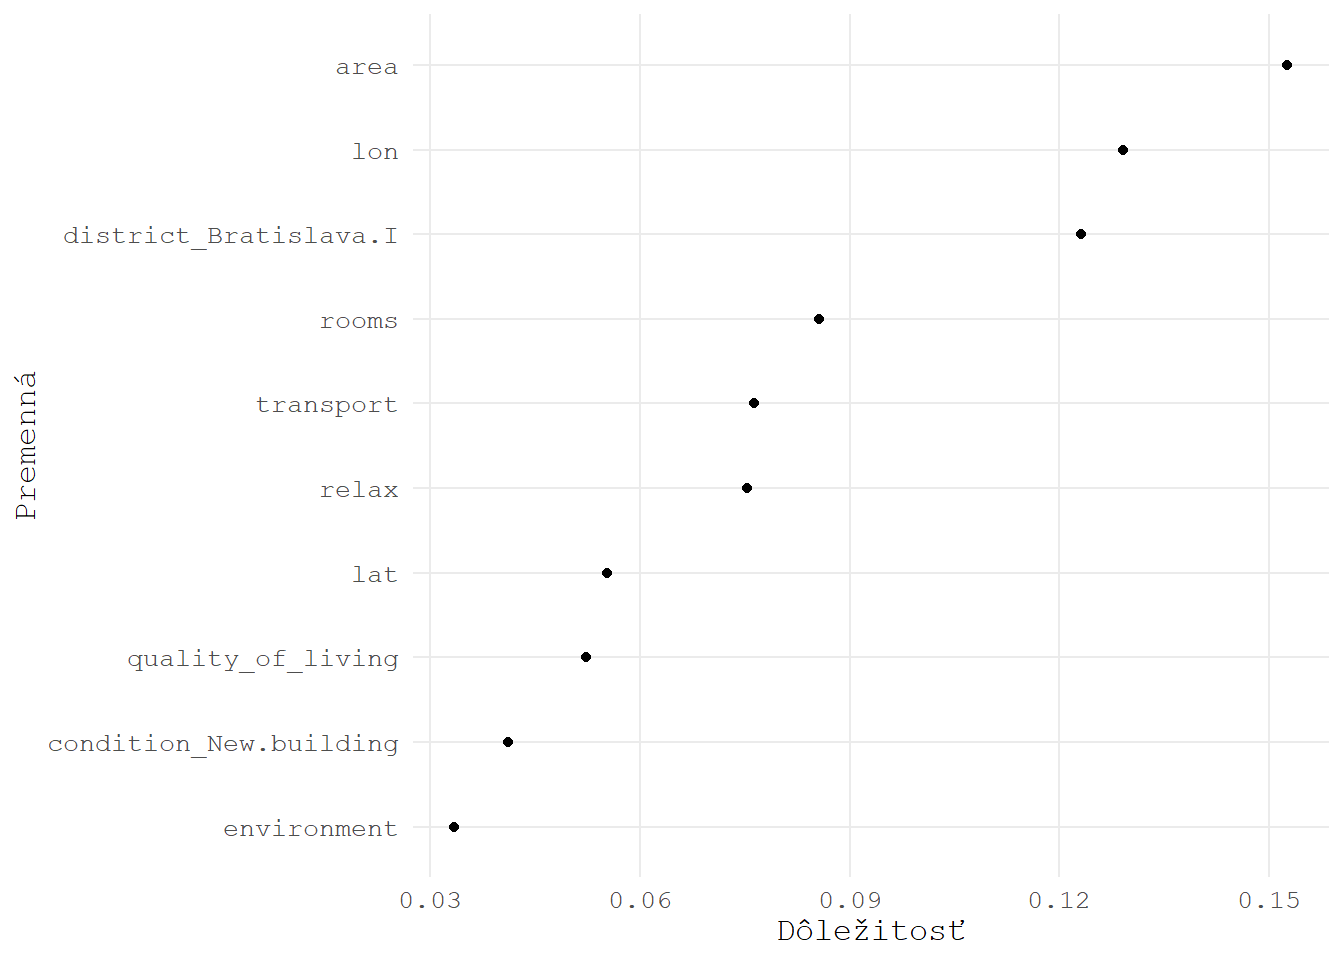 area
lon
district_Bratislava.I
rooms
transport
relax
lat
quality_of_living
condition_New.building
environment
Premenná
0.03 0.06 0.09 0.12 0.15
Dôležitosť